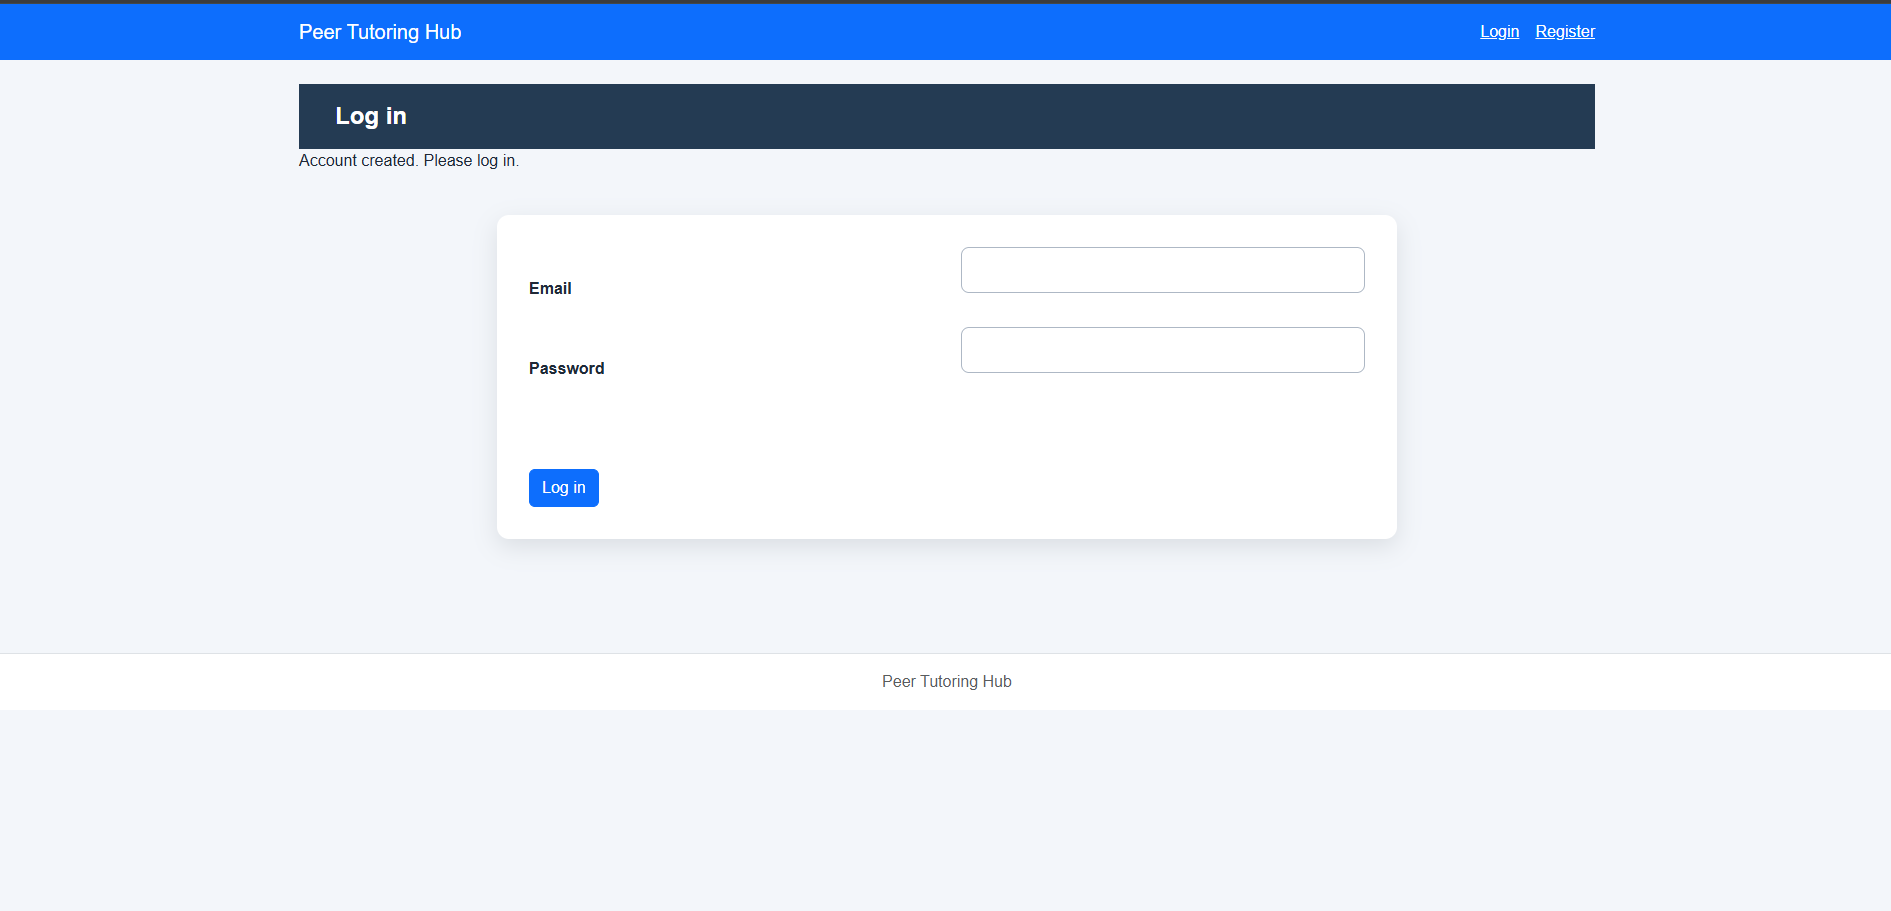 Peer Tutoring Hub
Login Register
Log in
Account created. Please log in.
Email
Password
Log in
Peer Tutoring Hub